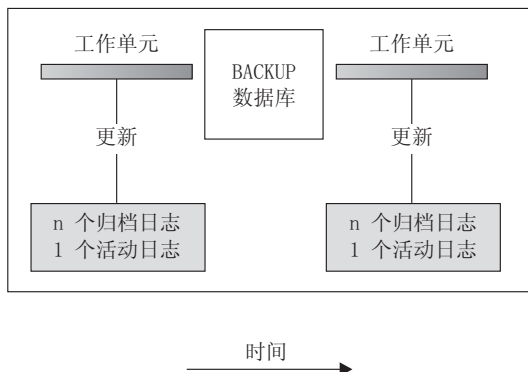 工作单元
BACKUP
数据库
工作单元
更新
更新
n 个归档日志
1 个活动日志
n 个归档日志
1 个活动日志
时间